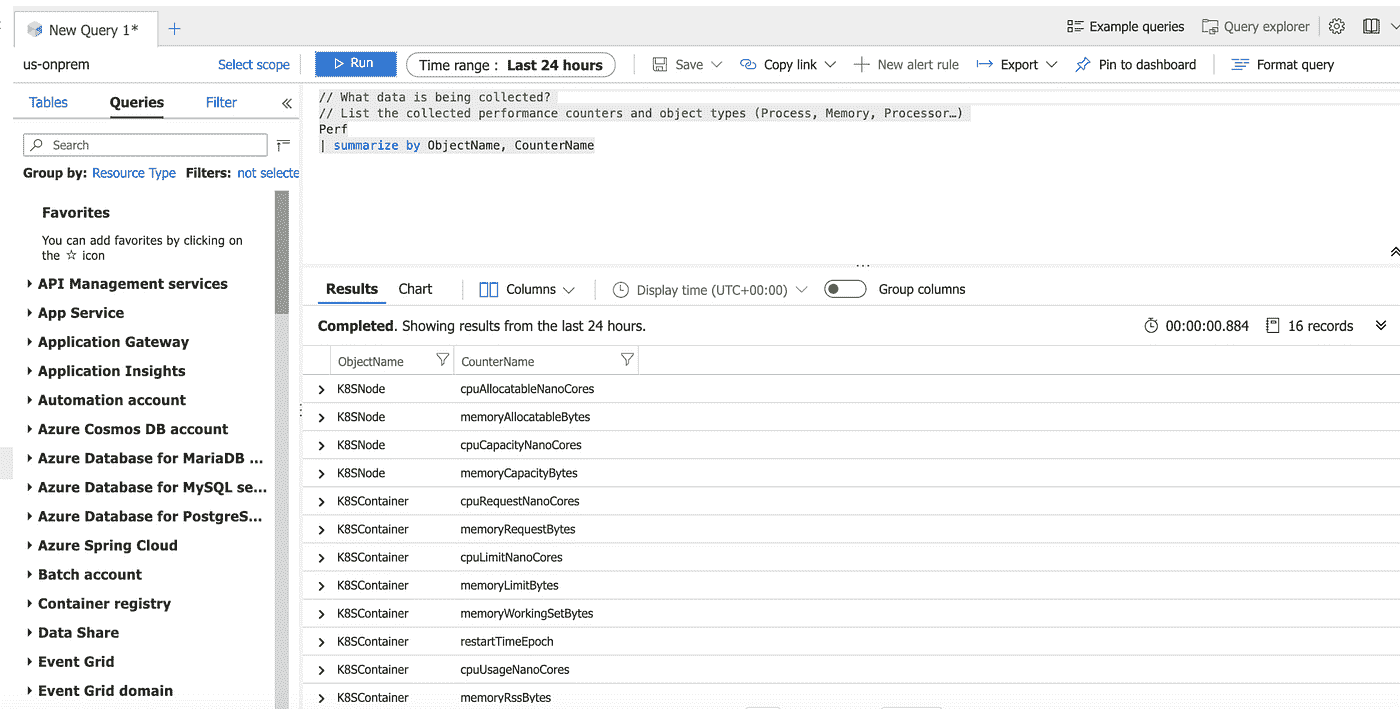 New Query 1*
Example queries
Query explorer
us-onprem
Select scope
Run
Time range : Last 24 hours
Save
Copy link
New alert rule
Export
Pin to dashboard
Format query
Tables
Queries
Filter
Search
Group by: Resource Type Filters: not selecte
Favorites
You can add favorites by clicking on
the ☆ icon
API Management services
App Service
Application Gateway
Application Insights
Automation account
Azure Cosmos DB account
Azure Database for MariaDB ...
Azure Database for MySQL se...
Azure Database for PostgreS...
Azure Spring Cloud
Batch account
Container registry
Data Share
Event Grid
Event Grid domain
// What data is being collected?
// List the collected performance counters and object types (Process, Memory, Processor…)
Perf
| summarize by ObjectName, CounterName
Results
Chart
Columns
Display time (UTC+00:00)
Group columns
Completed. Showing results from the last 24 hours.
00:00:00.884
16 records
ObjectName CounterName
K8SNode cpuAllocatableNanoCores
K8SNode memoryAllocatableBytes
K8SNode cpuCapacityNanoCores
K8SNode memoryCapacityBytes
K8SContainer cpuRequestNanoCores
K8SContainer memoryRequestBytes
K8SContainer cpuLimitNanoCores
K8SContainer memoryLimitBytes
K8SContainer memoryWorkingSetBytes
K8SContainer restartTimeEpoch
K8SContainer cpuUsageNanoCores
K8SContainer memoryRssBytes